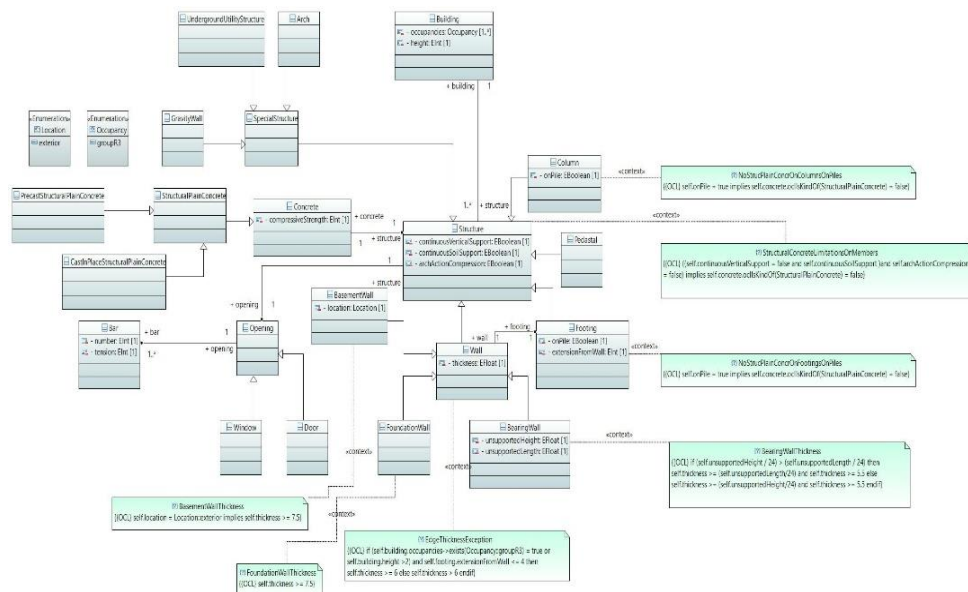 UndergroundUtilityStructure
Arch
Building
- occupancies: Occupancy [1..*]
- height: EInt [1]
+ building
1
«Enumeration»
Location
exterior
«Enumeration»
Occupancy
groupR3
GravityWall
SpecialStructure
Column
- onPile: EBoolean [1]
«context»
NoStrucPlainConcrOnColumnsOnPiles
{{OCL} self.onPile = true implies self.concrete.oclIsKindOf(StructuralPlainConcrete) = false}
PrecastStructuralPlainConcrete
StructuralPlainConcrete
Concrete
- compressiveStrength: EInt [1]
+ concrete
1
+ structure
1
1..*
+ structure
«context»
Structure
- continuousVerticalSupport: EBoolean [1]
- continuousSoilSupport: EBoolean [1]
- archActionCompression: EBoolean [1]
Pedastal
StructuralConcreteLimitationsOnMembers
{{OCL} ((self.continuousVerticalSupport = false and self.continuousSoilSupport )and self.archActionCompression
= false) implies self.concrete.oclIsKindOf(StructuralPlainConcrete) = false}
CastInPlaceStructuralPlainConcrete
1
+ structure
BasementWall
- location: Location [1]
+ opening
1
Bar
- number: EInt [1]
- tension: EInt [1]
+ bar
1..*
1
+ opening
Opening
+ footing
+ wall
1
1
Wall
- thickness: EFloat [1]
Footing
- onPile: EBoolean [1]
- extensionFromWall: EInt [1]
«context»
NoStrucPlainConcrOnFootingsOnPiles
{{OCL} self.onPile = true implies self.concrete.oclIsKindOf(StructuralPlainConcrete) = false}
Window
Door
FoundationWall
BearingWall
- unsupportedHeight: EFloat [1]
- unsupportedLength: EFloat [1]
«context»
«context»
«context»
BearingWallThickness
{{OCL} if (self.unsupportedHeight / 24) > (self.unsupportedLength / 24) then
self.thickness >= (self.unsupportedLength/24) and self.thickness >= 5.5 else
self.thickness >= (self.unsupportedHeight/24) and self.thickness >= 5.5 endif}
BasementWallThickness
{{OCL} self.location = Location::exterior implies self.thickness >= 7.5}
«context»
EdgeThicknessException
{{OCL} if (self.building.occupancies->exists(Occupancy::groupR3) = true or
self.building.height >2) and self.footing.extensionFromWall <= 4 then
self.thickness >= 6 else self.thickness > 6 endif}
FoundationWallThickness
{{OCL} self.thickness >= 7.5}